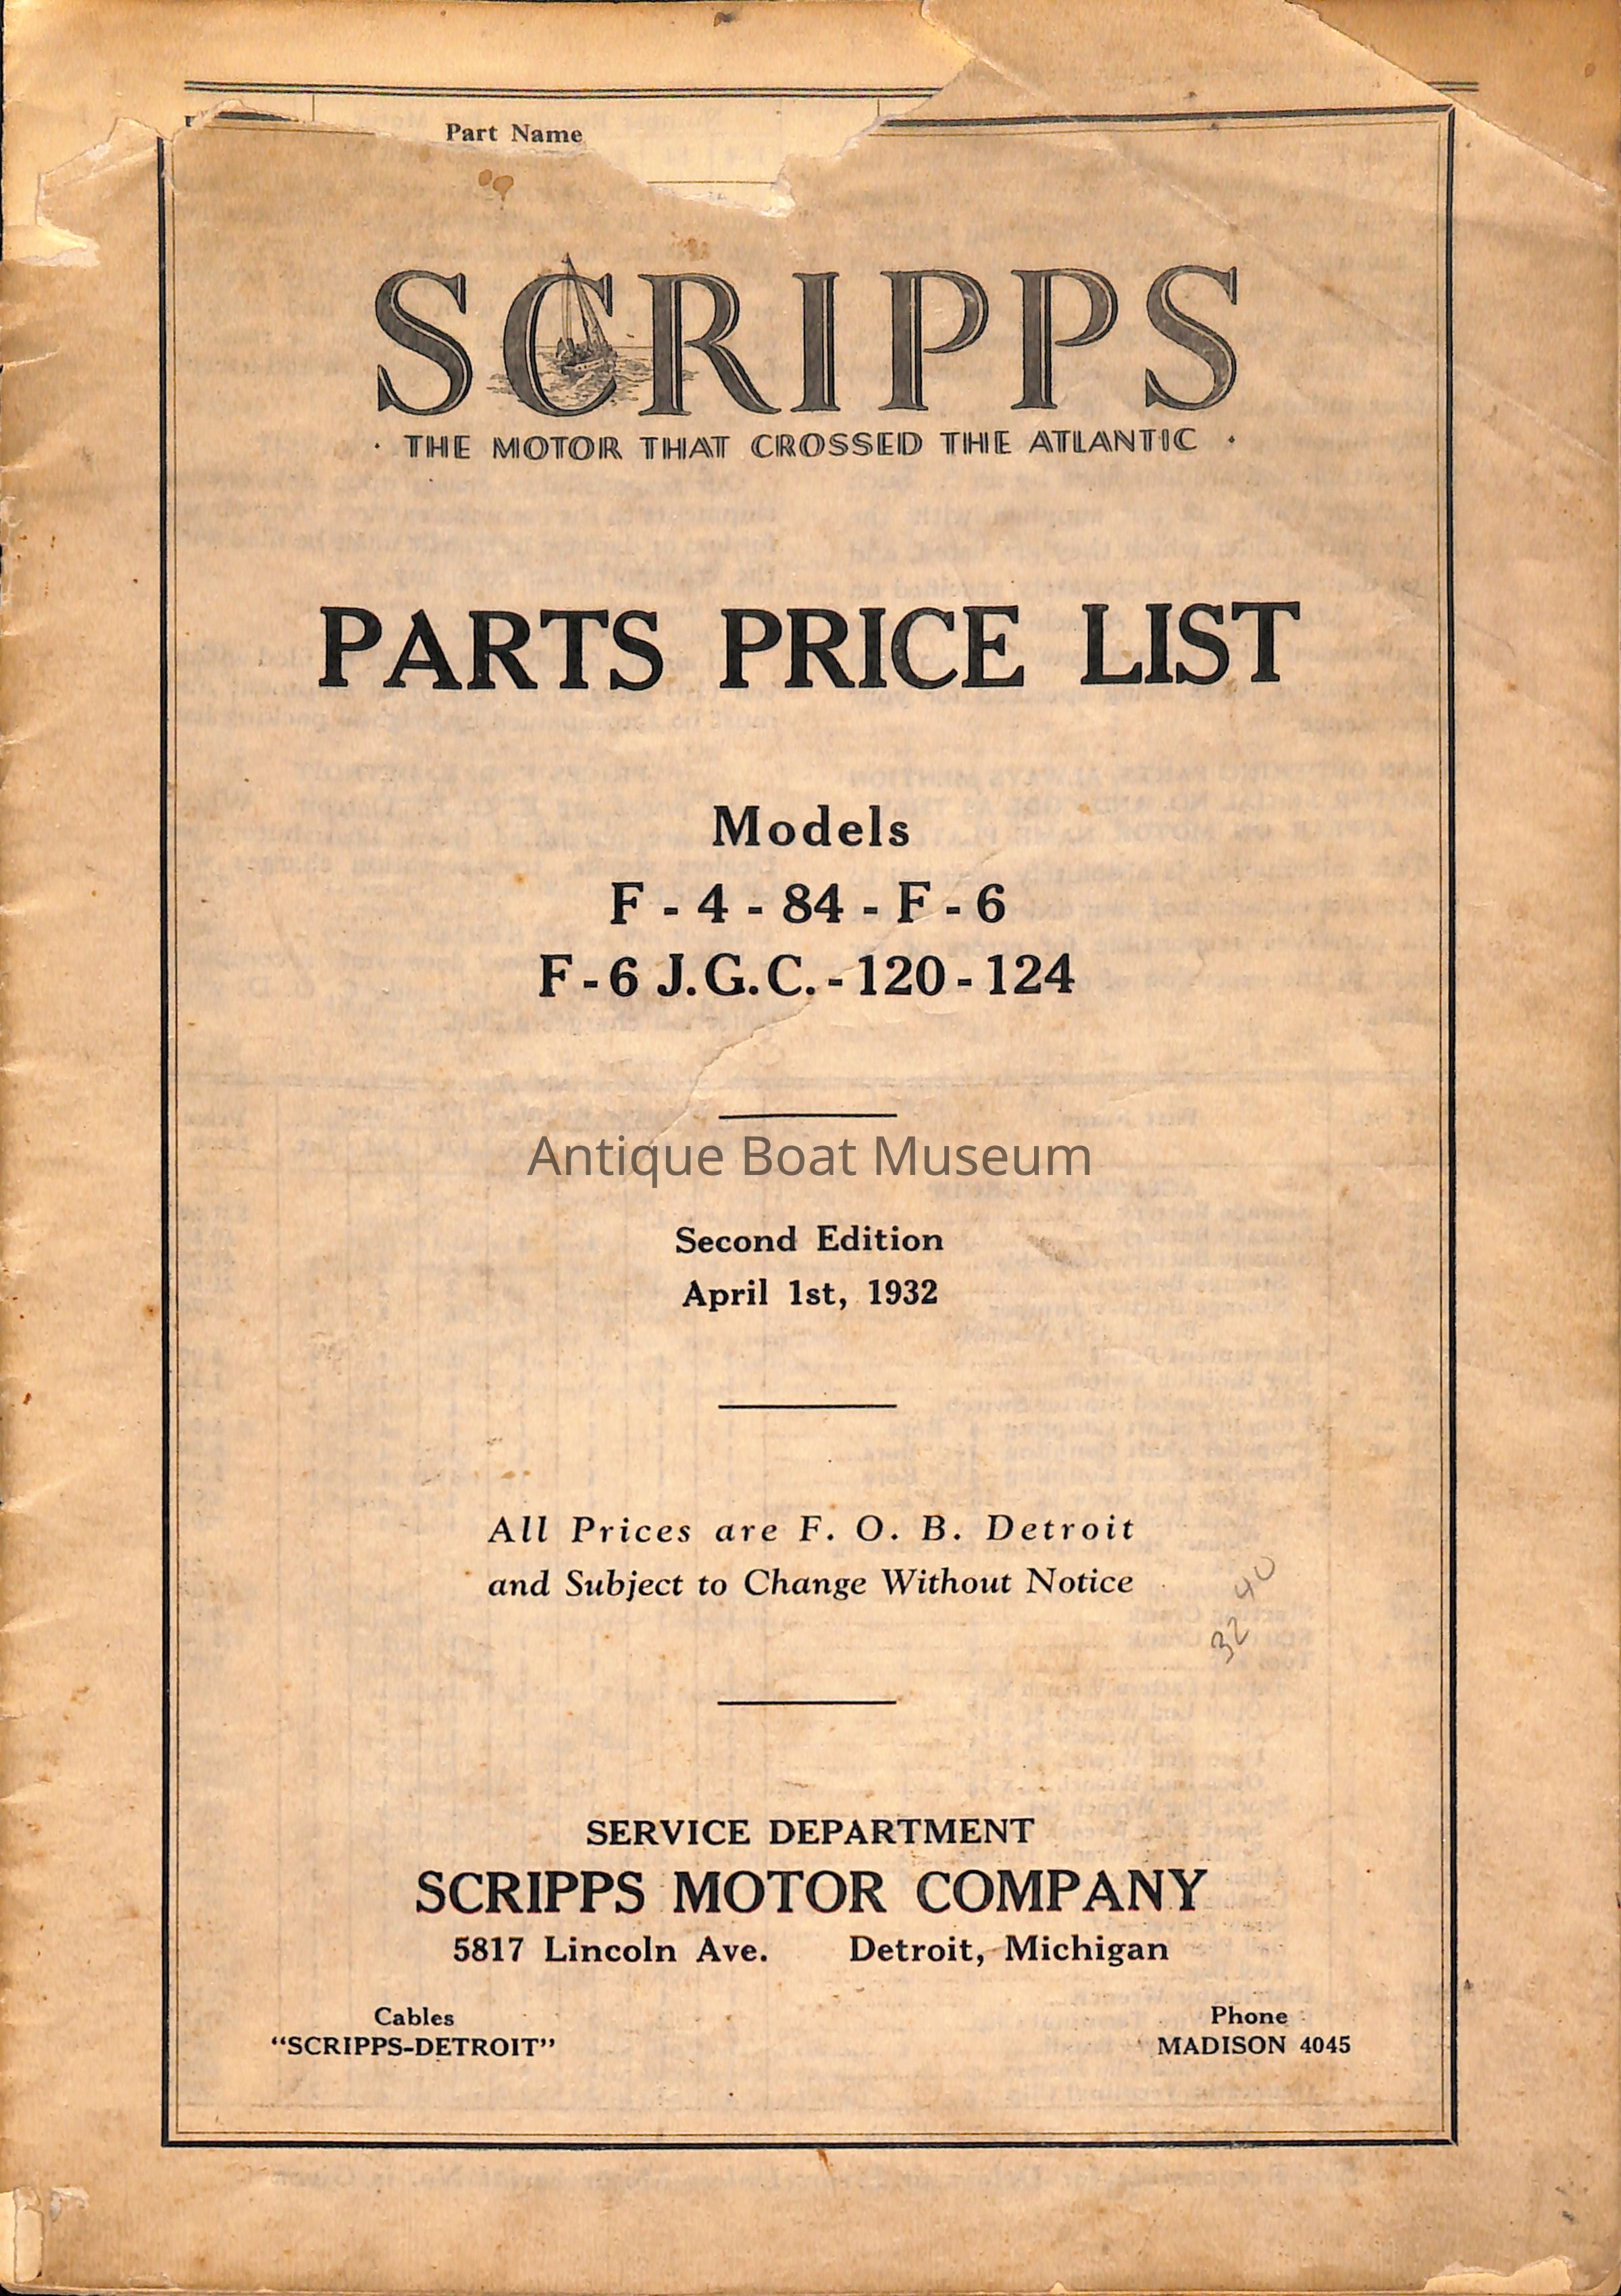 Part Name
SCRIPPS
· THE MOTOR THAT CROSSED THE ATLANTIC ·
PARTS PRICE LIST
Models
F - 4 - 84 - F - 6
F - 6 J.G.C. - 120 - 124
Antique Boat Museum
Second Edition
April 1st, 1932
All Prices are F. O. B. Detroit
and Subject to Change Without Notice
32 40
SERVICE DEPARTMENT
SCRIPPS MOTOR COMPANY
5817 Lincoln Ave. Detroit, Michigan
Cables
"SCRIPPS-DETROIT"
Phone
MADISON 4045